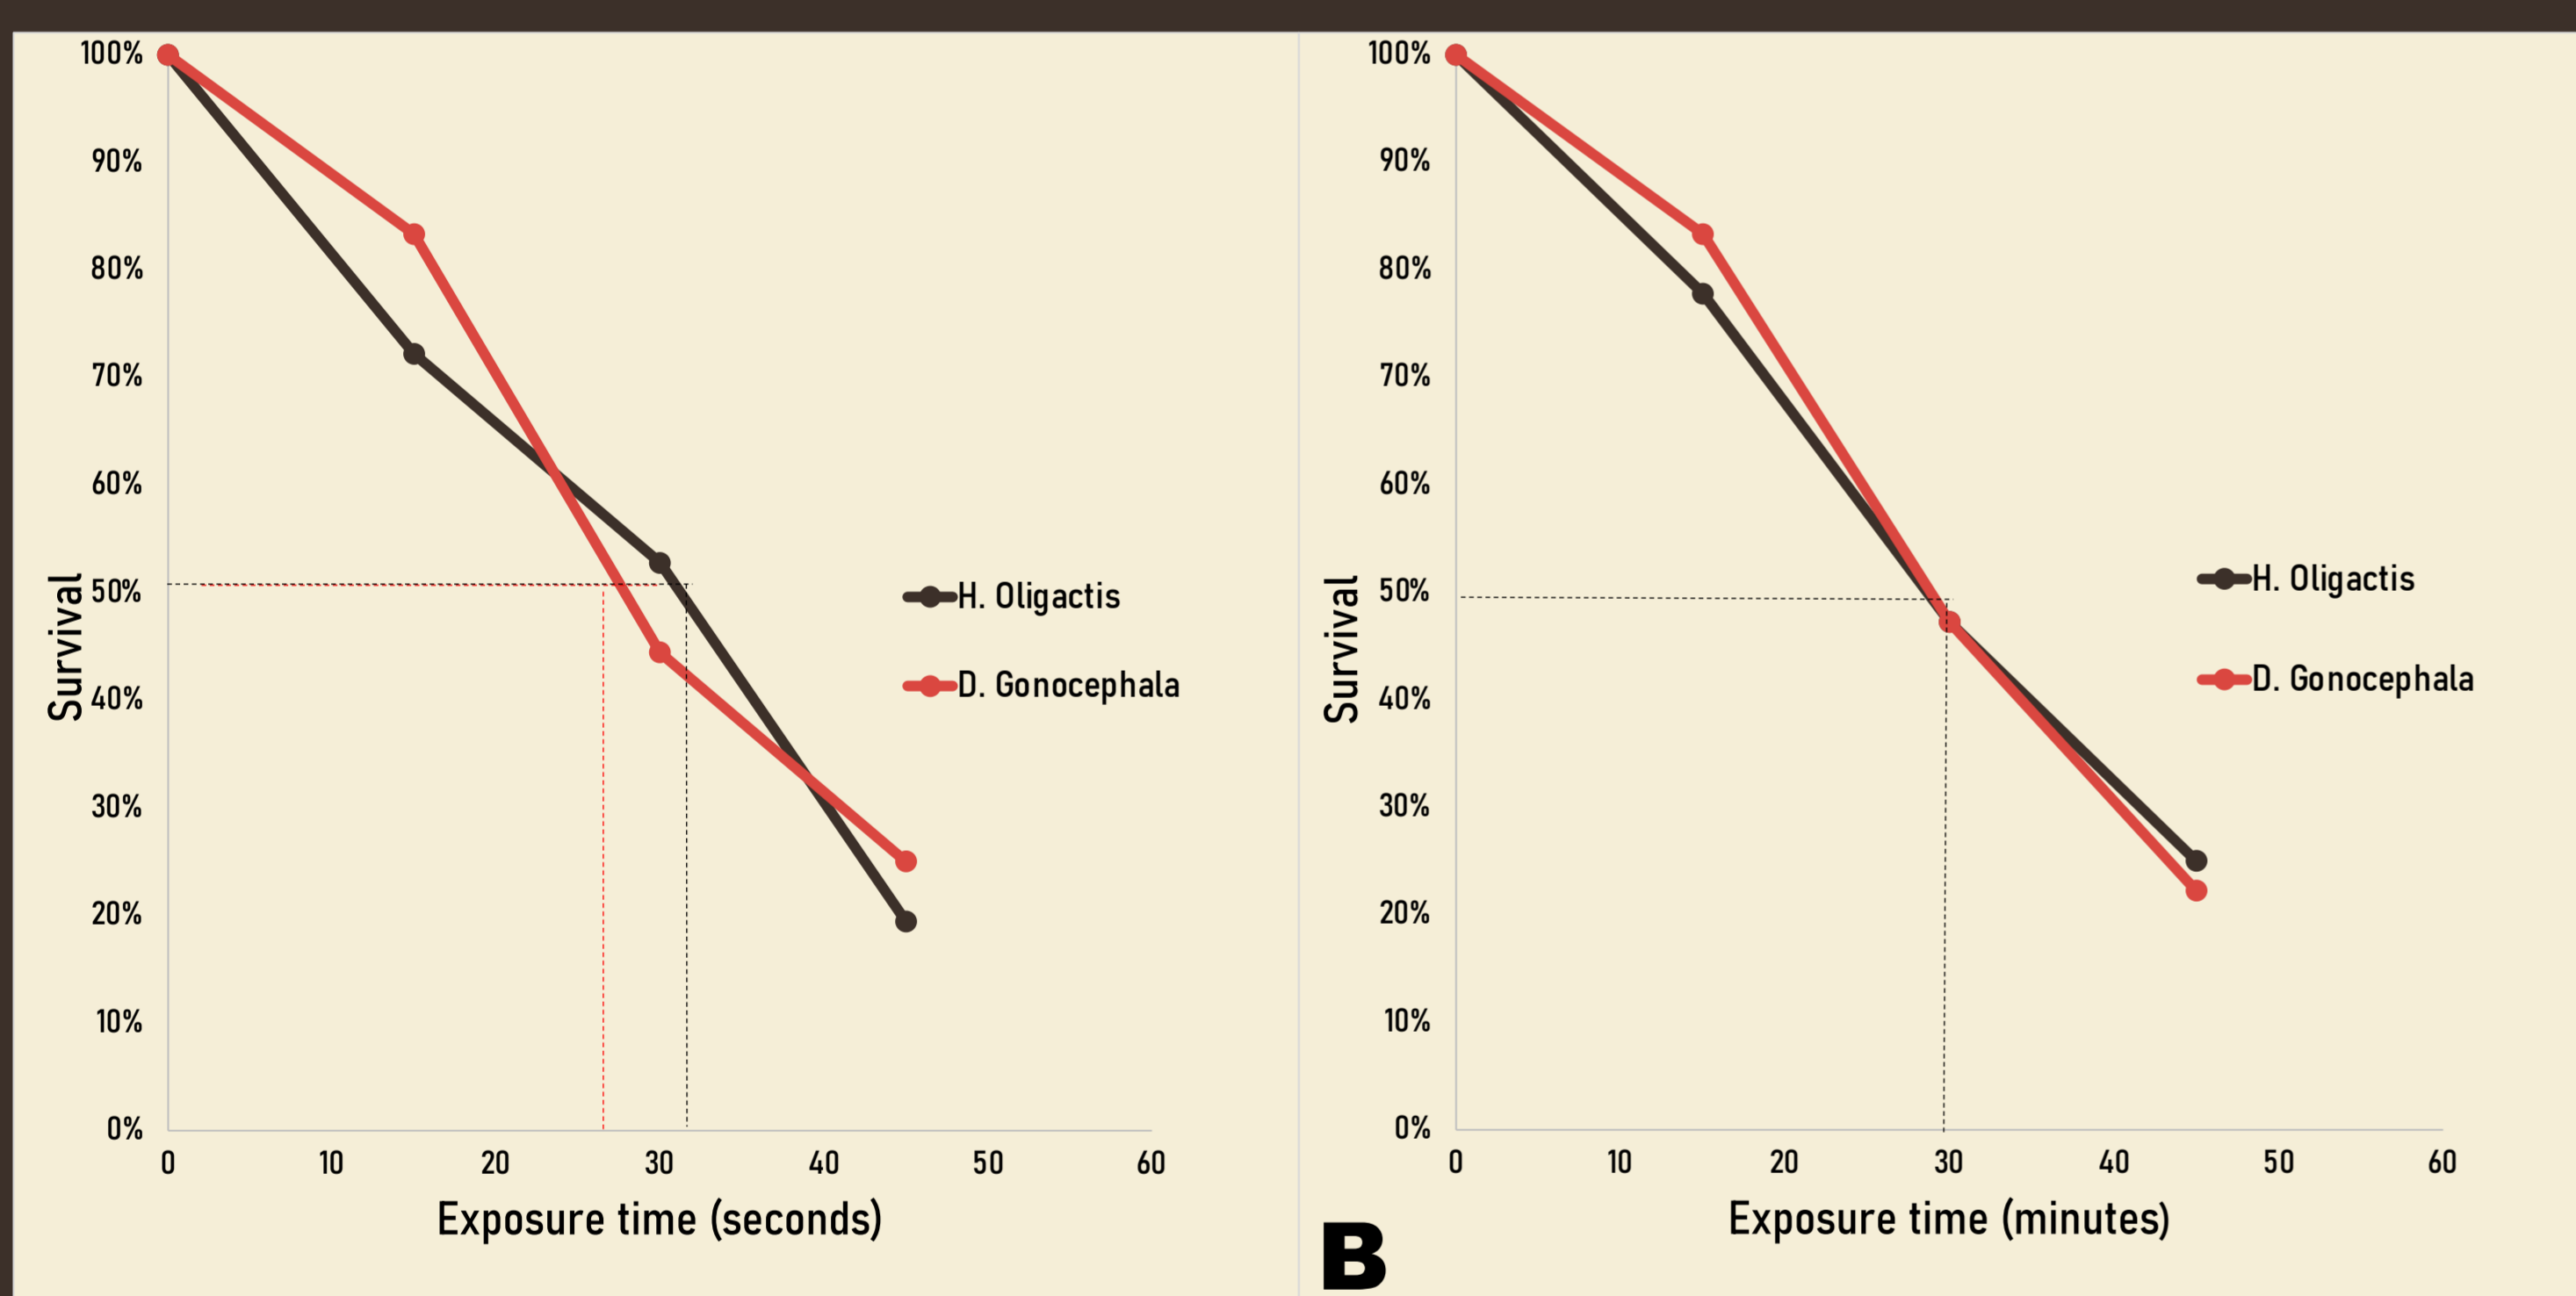 100%
90%
80%
70%
60%
50%
40%
30%
20%
10%
0%
Survival
0 10 20 30 40 50 60
Exposure time (seconds)
H. Oligactis
D. Gonocephala
100%
90%
80%
70%
60%
50%
40%
30%
20%
10%
0%
Survival
0 10 20 30 40 50 60
Exposure time (minutes)
H. Oligactis
D. Gonocephala
B